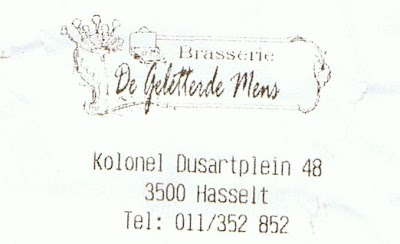 Brasserie
De Geletterde Mens
Kolonel Dusartplein 48
3500 Hasselt
Tel: 011/352 852